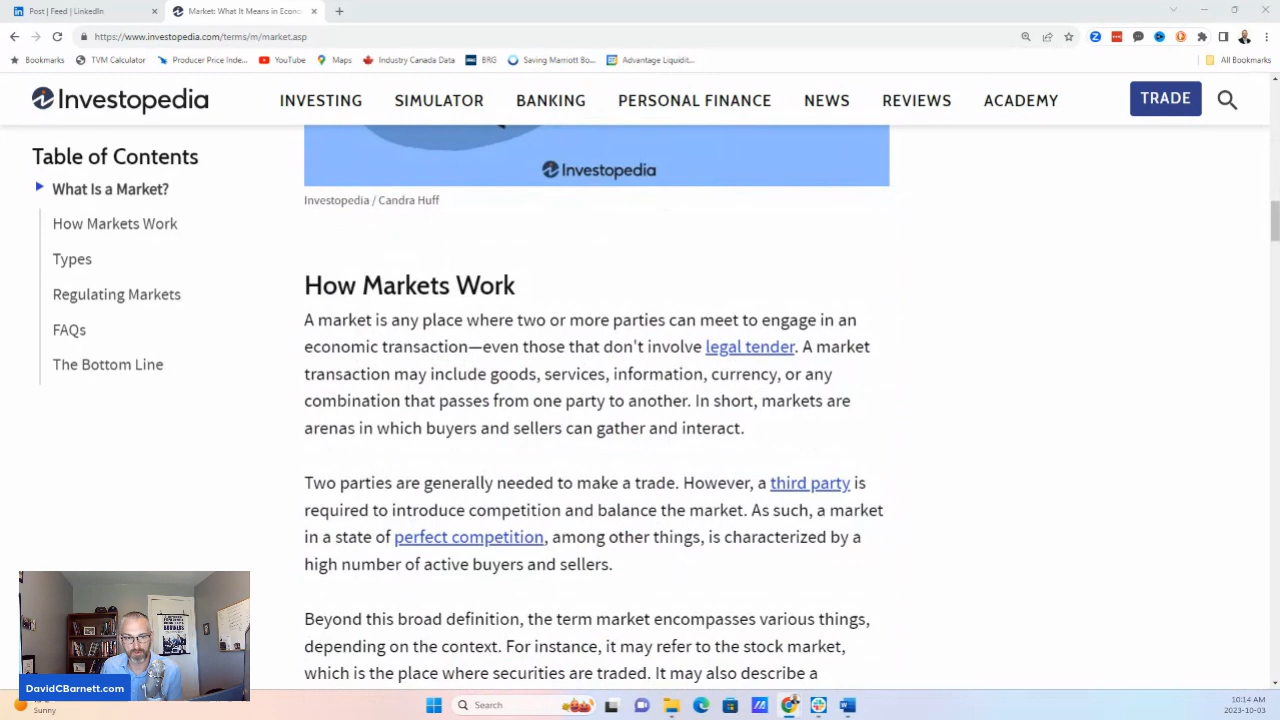 Post | Feed | LinkedIn
Market: What It Means in Econ
https://www.investopedia.com/terms/m/market.asp
Bookmarks
TVM Calculator
Producer Price Inde...
YouTube
Maps
Industry Canada Data
BRG
Saving Marriott Bo...
Advantage Liquidit...
All Bookmarks
Investopedia
INVESTING
SIMULATOR
BANKING
PERSONAL FINANCE
NEWS
REVIEWS
ACADEMY
TRADE
Table of Contents
What Is a Market?
How Markets Work
Types
Regulating Markets
FAQs
The Bottom Line
Investopedia
Investopedia / Candra Huff
How Markets Work
A market is any place where two or more parties can meet to engage in an
economic transaction—even those that don't involve legal tender. A market
transaction may include goods, services, information, currency, or any
combination that passes from one party to another. In short, markets are
arenas in which buyers and sellers can gather and interact.
Two parties are generally needed to make a trade. However, a third party is
required to introduce competition and balance the market. As such, a market
in a state of perfect competition, among other things, is characterized by a
high number of active buyers and sellers.
Beyond this broad definition, the term market encompasses various things,
depending on the context. For instance, it may refer to the stock market,
which is the place where securities are traded. It may also describe a
DavidCBarnett.com
Sunny
Search
10:14 AM
2023-10-03